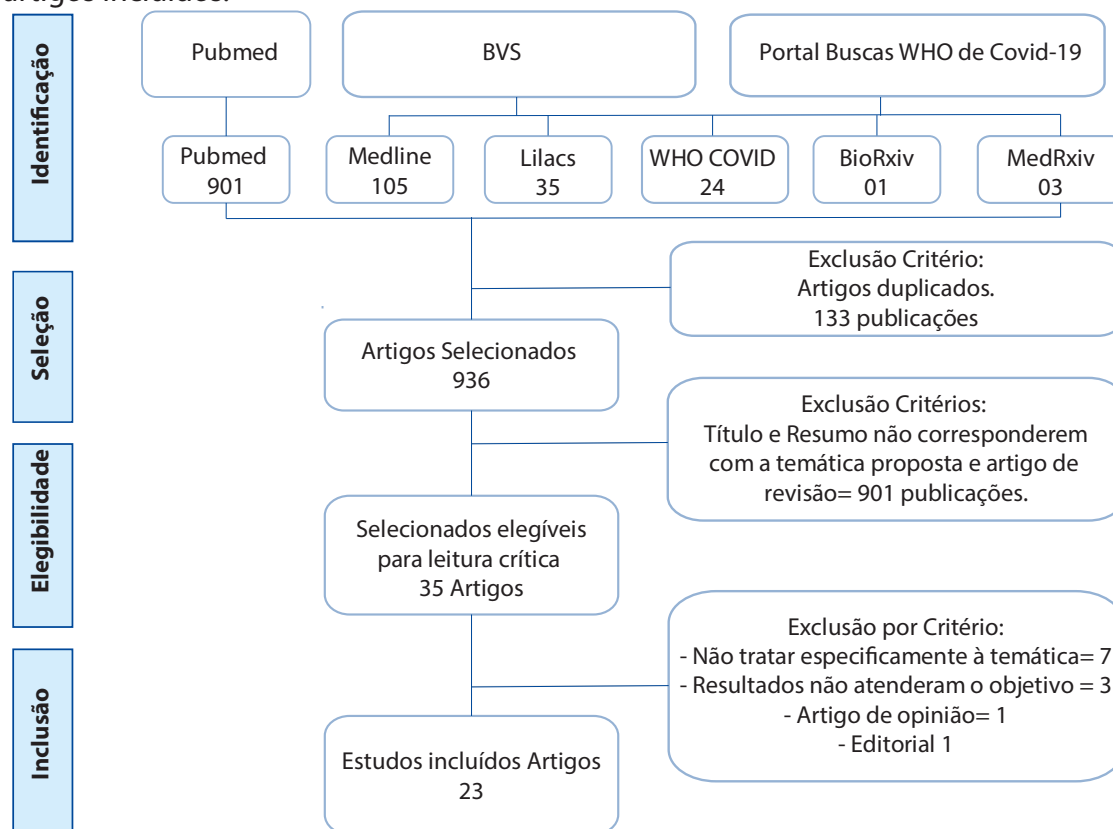 artigos incluídos.
Identificação
Pubmed
BVS
Portal Buscas WHO de Covid-19
Pubmed
901
Medline
105
Lilacs
35
WHO COVID
24
BioRxiv
01
MedRxiv
03
Seleção
Exclusão Critério:
Artigos duplicados.
133 publicações
Artigos Selecionados
936
Elegibilidade
Exclusão Critérios:
Título e Resumo não corresponderem
com a temática proposta e artigo de
revisão= 901 publicações.
Selecionados elegíveis
para leitura crítica
35 Artigos
Inclusão
Exclusão por Critério:
- Não tratar especificamente à temática= 7
- Resultados não atenderam o objetivo = 3
- Artigo de opinião= 1
- Editorial 1
Estudos incluídos Artigos
23